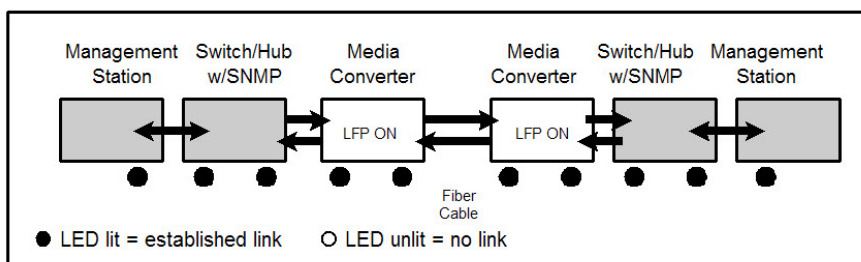 Management Station
Switch/Hub w/SNMP
Media Converter
Media Converter
Switch/Hub w/SNMP
Management Station
LFP ON
LFP ON
Fiber Cable
LED lit = established link
LED unlit = no link